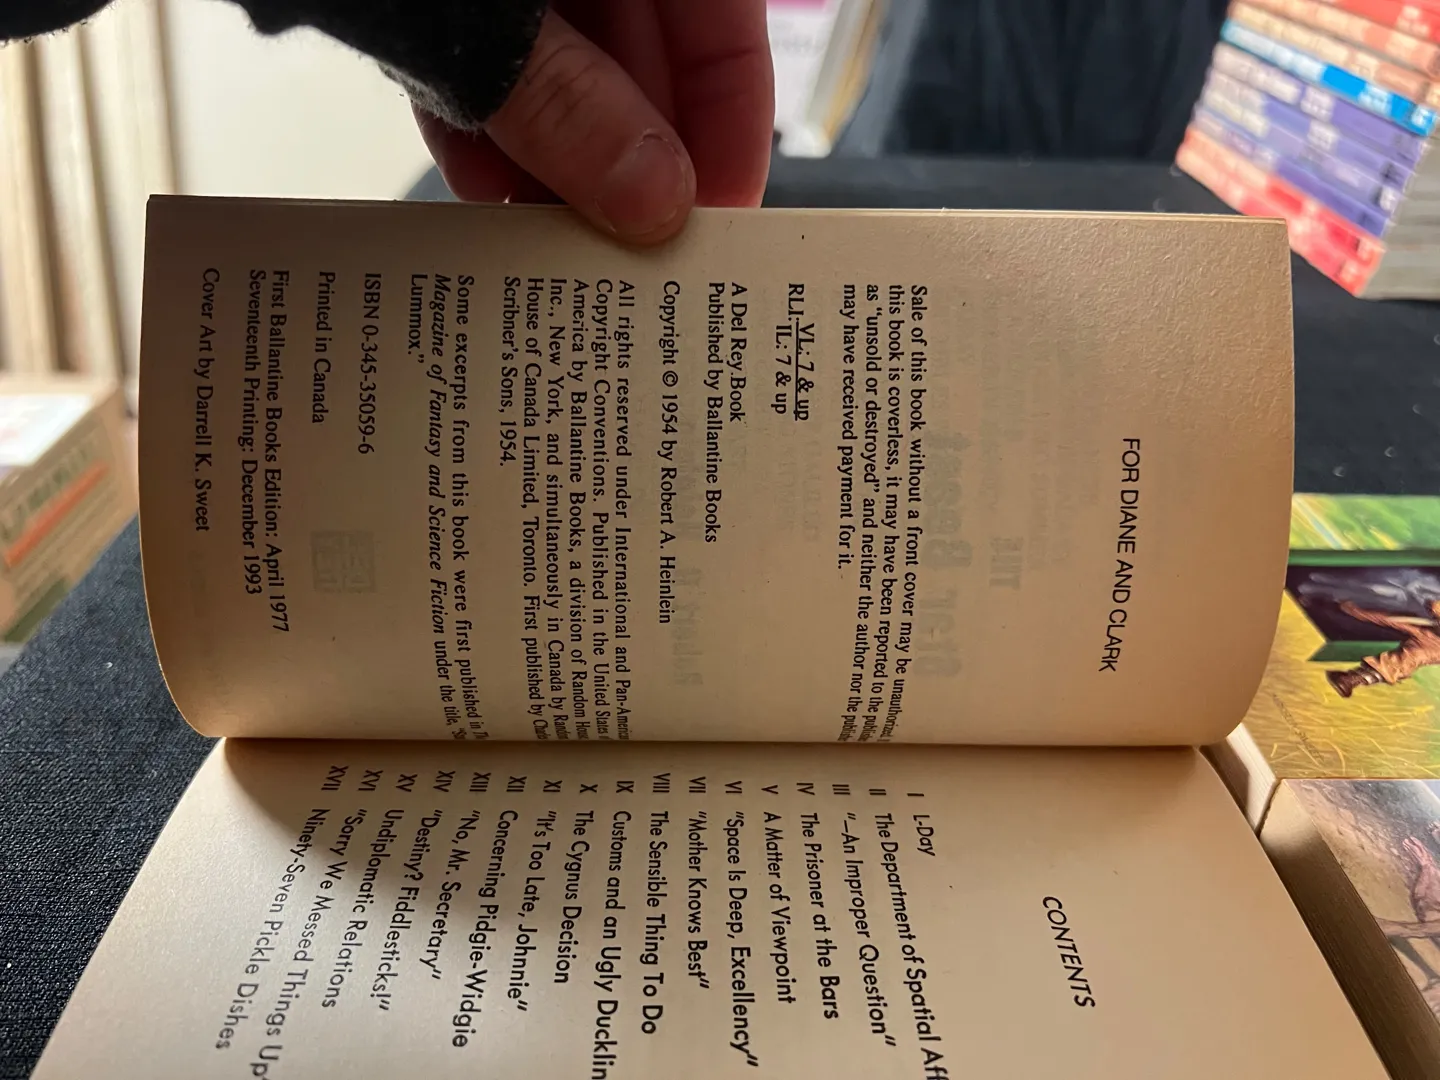 FOR DIANE AND CLARK
Sale of this book without a front cover may be unauthorized.
this book is coverless, it may have been reported to the
as "unsold or destroyed" and neither the author nor the
may have received payment for it.
RLI: VL: 7 & up
IL: 7 & up
A Del Rey Book
Published by Ballantine Books
Copyright © 1954 by Robert A. Heinlein
All rights reserved under International and Pan-American
Copyright Conventions. Published in the United States
America by Ballantine Books, a division of Random House,
Inc., New York, and simultaneously in Canada by Random
House of Canada Limited, Toronto. First published by Charles
Scribner's Sons, 1954.
Some excerpts from this book were first published in The
Magazine of Fantasy and Science Fiction under the title,
Lummox."
ISBN 0-345-35059-6
Printed in Canada
First Ballantine Books Edition: April 1977
Seventeenth Printing: December 1993
Cover Art by Darrell K. Sweet
CONTENTS
I L-Day
II The Department of Spatial Aff
III "—An Improper Question"
IV The Prisoner at the Bars
V A Matter of Viewpoint
VI "Space Is Deep, Excellency"
VII "Mother Knows Best"
VIII The Sensible Thing To Do
IX Customs and an Ugly Ducklin
X The Cygnus Decision
XI "It's Too Late, Johnnie"
XII Concerning Pidgie-Widgie
XIII "No, Mr. Secretary"
XIV "Destiny? Fiddlesticks!"
XV Undiplomatic Relations
XVI "Sorry We Messed Things Up"
XVII Ninety-Seven Pickle Dishes